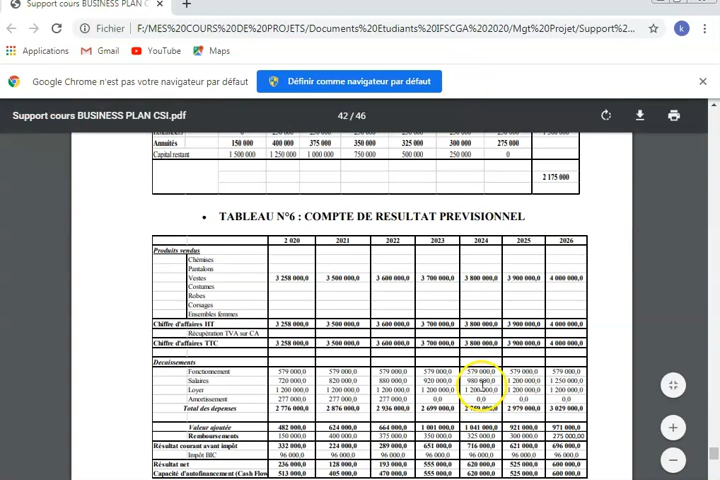 Support cours BUSINESS PLAN CSI
Fichier F:/MES%20COURS%20DE%20PROJETS/Documents%20Etudiants%20IFSCGA%202020/Mgt%20Projet/Support%2... k
Applications Gmail YouTube Maps
Google Chrome n'est pas votre navigateur par défaut Définir comme navigateur par défaut
Support cours BUSINESS PLAN CSI.pdf 42 / 46
Annuités 150 000 400 000 375 000 350 000 325 000 300 000 275 000
Capital restant 1 500 000 1 250 000 1 000 000 750 000 500 000 250 000 0
2 175 000
• TABLEAU N°6 : COMPTE DE RESULTAT PREVISIONNEL
2 020 2021 2022 2023 2024 2025 2026
Produits vendus
Chémises
Pantalons
Vestes 3 258 000,0 3 500 000,0 3 600 000,0 3 700 000,0 3 800 000,0 3 900 000,0 4 000 000,0
Costumes
Robes
Corsages
Ensembles femmes
Chiffre d'affaires HT 3 258 000,0 3 500 000,0 3 600 000,0 3 700 000,0 3 800 000,0 3 900 000,0 4 000 000,0
Récupération TVA sur CA
Chiffre d'affaires TTC 3 258 000,0 3 500 000,0 3 600 000,0 3 700 000,0 3 800 000,0 3 900 000,0 4 000 000,0
Decaissements
Fonctionnement 579 000,0 579 000,0 579 000,0 579 000,0 579 000,0 579 000,0 579 000,0
Salaires 720 000,0 820 000,0 880 000,0 920 000,0 980 000,0 1 200 000,0 1 250 000,0
Loyer 1 200 000,0 1 200 000,0 1 200 000,0 1 200 000,0 1 200 000,0 1 200 000,0 1 200 000,0
Amortissement 277 000,0 277 000,0 277 000,0 0,0 0,0 0,0 0,0
Total des depenses 2 776 000,0 2 876 000,0 2 936 000,0 2 699 000,0 2 759 000,0 2 979 000,0 3 029 000,0
Valeur ajoutée 482 000,0 624 000,0 664 000,0 1 001 000,0 1 041 000,0 921 000,0 971 000,0
Remboursements 150 000,0 400 000,0 375 000,0 350 000,0 325 000,0 300 000,0 275 000,00
Résultat courant avant impôt 332 000,0 224 000,0 289 000,0 651 000,0 716 000,0 621 000,0 696 000,0
Impôt BIC 96 000,0 96 000,0 96 000,0 96 000,0 96 000,0 96 000,0 96 000,0
Résultat net 236 000,0 128 000,0 193 000,0 555 000,0 620 000,0 525 000,0 600 000,0
Capacité d'autofinancement (Cash Flow 513 000,0 405 000,0 470 000,0 555 000,0 620 000,0 525 000,0 600 000,0